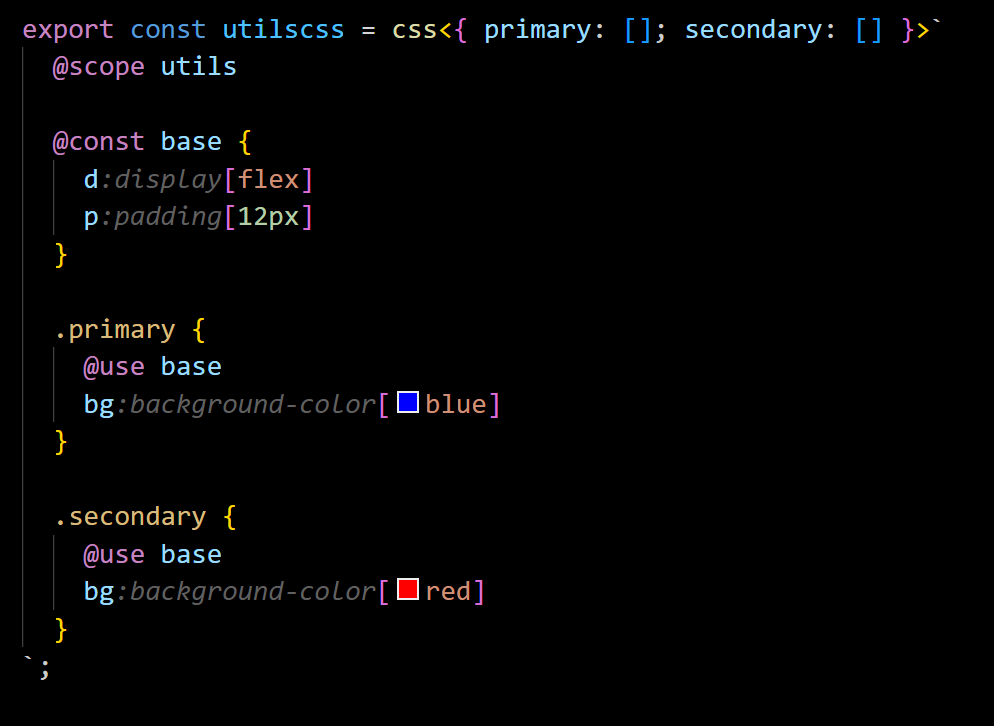 export const utilscss = css<{ primary: []; secondary: [] }>`
@scope utils
@const base {
d:display[flex]
p:padding[12px]
}
.primary {
@use base
bg:background-color[blue]
}
.secondary {
@use base
bg:background-color[red]
}
`;